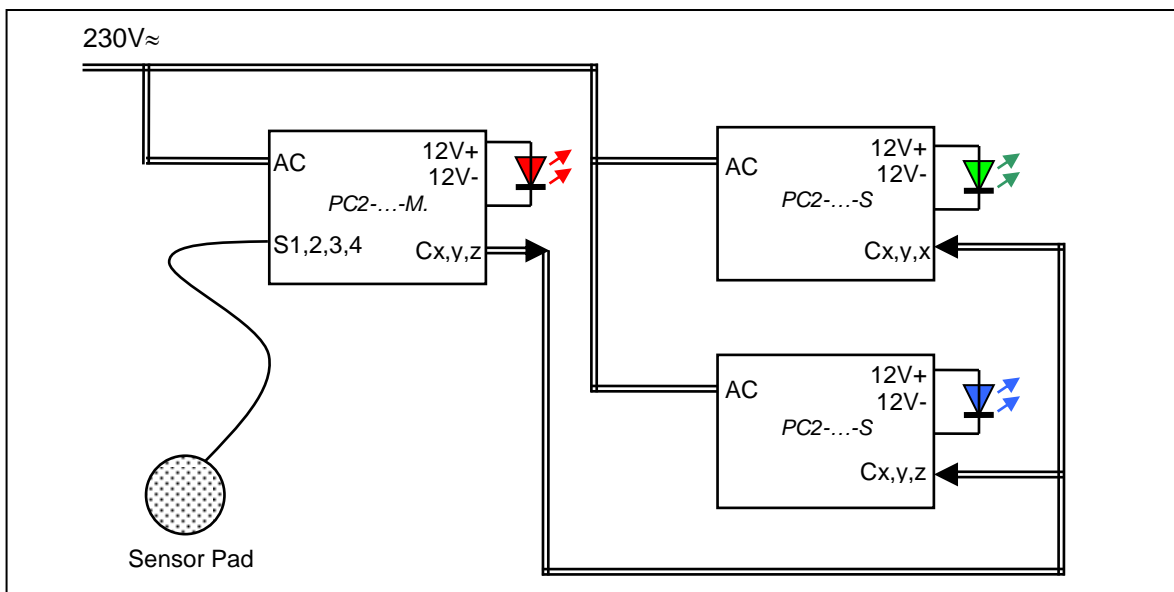 230V≈
AC
12V+
12V-
PC2-...-M.
S1,2,3,4
Cx,y,z
Sensor Pad
AC
12V+
12V-
PC2-...-S
Cx,y,x
AC
12V+
12V-
PC2-...-S
Cx,y,z